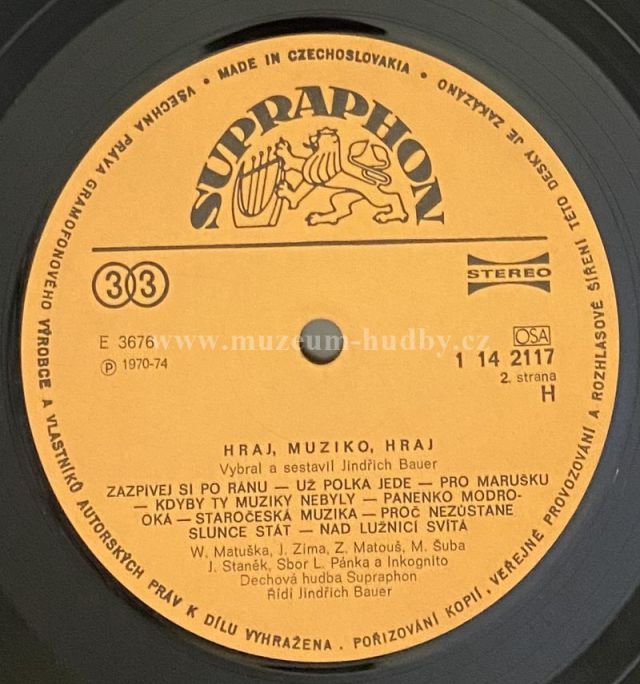 VŠECHNA PRÁVA GRAMOFONOVÉHO VÝROBCE A VLASTNÍKŮ AUTORSKÝCH PRÁV K DÍLU VYHRAŽENA. POŘIZOVÁNÍ KOPIÍ, VEŘEJNÉ PROVOZOVÁNÍ A ROZHLASOVÉ ŠÍŘENÍ TÉTO DESKY JE ZAKÁZÁNO
• MADE IN CZECHOSLOVAKIA •
SUPRAPHON
33
STEREO
E 3676
www.muzeum-hudby.cz
OSA
Ⓟ 1970-74
1 14 2117
2. strana
H
HRAJ, MUZIKO, HRAJ
Vybral a sestavil Jindřich Bauer
ZAZPÍVEJ SI PO RÁNU — UŽ POLKA JEDE — PRO MARUŠKU
— KDYBY TY MUZIKY NEBYLY — PANENKO MODRO-
OKÁ — STAROČESKÁ MUZIKA — PROČ NEZŮSTANE
SLUNCE STÁT — NAD LUŽNICÍ SVÍTÁ
W. Matuška, J. Zíma, Z. Matouš, M. Šuba
J. Staněk, Sbor L. Pánka a Inkognito
Dechová hudba Supraphon
Řídí Jindřich Bauer